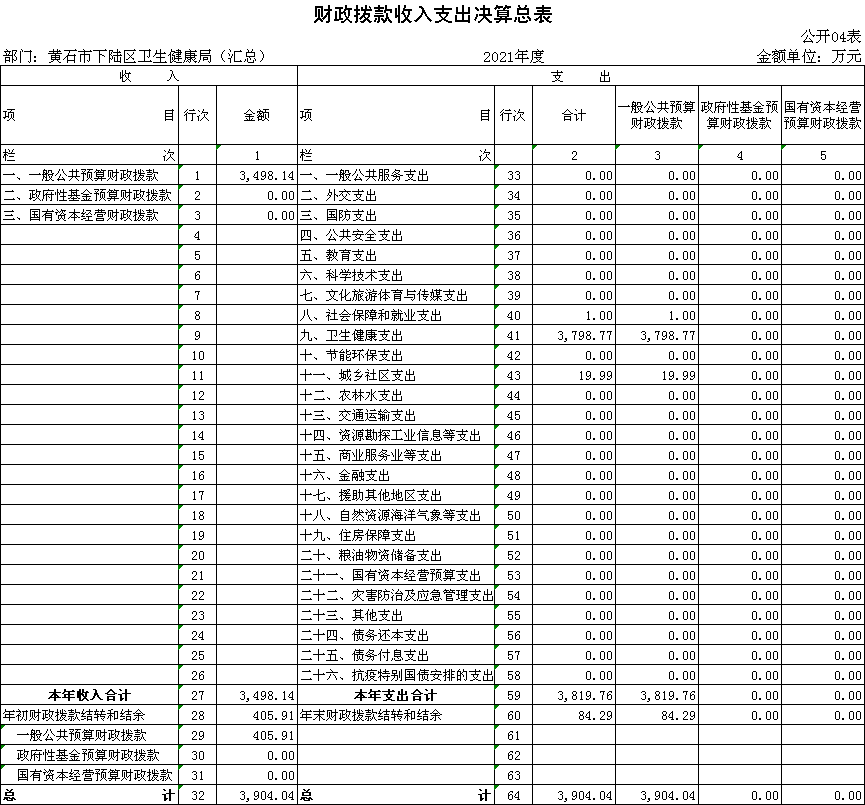 财政拨款收入支出决算总表
公开04表
部门：黄石市下陆区卫生健康局（汇总） 2021年度 金额单位：万元
收 入 支 出
项 目 行次 金额 项 目 行次 合计 一般公共预算财政拨款 政府性基金预算财政拨款 国有资本经营预算财政拨款
栏 次 1 栏 次 2 3 4 5
一、一般公共预算财政拨款 1 3,498.14 一、一般公共服务支出 33 0.00 0.00 0.00 0.00
二、政府性基金预算财政拨款 2 0.00 二、外交支出 34 0.00 0.00 0.00 0.00
三、国有资本经营财政拨款 3 0.00 三、国防支出 35 0.00 0.00 0.00 0.00
4 四、公共安全支出 36 0.00 0.00 0.00 0.00
5 五、教育支出 37 0.00 0.00 0.00 0.00
6 六、科学技术支出 38 0.00 0.00 0.00 0.00
7 七、文化旅游体育与传媒支出 39 0.00 0.00 0.00 0.00
8 八、社会保障和就业支出 40 1.00 1.00 0.00 0.00
9 九、卫生健康支出 41 3,798.77 3,798.77 0.00 0.00
10 十、节能环保支出 42 0.00 0.00 0.00 0.00
11 十一、城乡社区支出 43 19.99 19.99 0.00 0.00
12 十二、农林水支出 44 0.00 0.00 0.00 0.00
13 十三、交通运输支出 45 0.00 0.00 0.00 0.00
14 十四、资源勘探工业信息等支出 46 0.00 0.00 0.00 0.00
15 十五、商业服务业等支出 47 0.00 0.00 0.00 0.00
16 十六、金融支出 48 0.00 0.00 0.00 0.00
17 十七、援助其他地区支出 49 0.00 0.00 0.00 0.00
18 十八、自然资源海洋气象等支出 50 0.00 0.00 0.00 0.00
19 十九、住房保障支出 51 0.00 0.00 0.00 0.00
20 二十、粮油物资储备支出 52 0.00 0.00 0.00 0.00
21 二十一、国有资本经营预算支出 53 0.00 0.00 0.00 0.00
22 二十二、灾害防治及应急管理支出 54 0.00 0.00 0.00 0.00
23 二十三、其他支出 55 0.00 0.00 0.00 0.00
24 二十四、债务还本支出 56 0.00 0.00 0.00 0.00
25 二十五、债务付息支出 57 0.00 0.00 0.00 0.00
26 二十六、抗疫特别国债安排的支出 58 0.00 0.00 0.00 0.00
本年收入合计 27 3,498.14 本年支出合计 59 3,819.76 3,819.76 0.00 0.00
年初财政拨款结转和结余 28 405.91 年末财政拨款结转和结余 60 84.29 84.29 0.00 0.00
一般公共预算财政拨款 29 405.91 61
政府性基金预算财政拨款 30 0.00 62
国有资本经营预算财政拨款 31 0.00 63
总 计 32 3,904.04 总 计 64 3,904.04 3,904.04 0.00 0.00